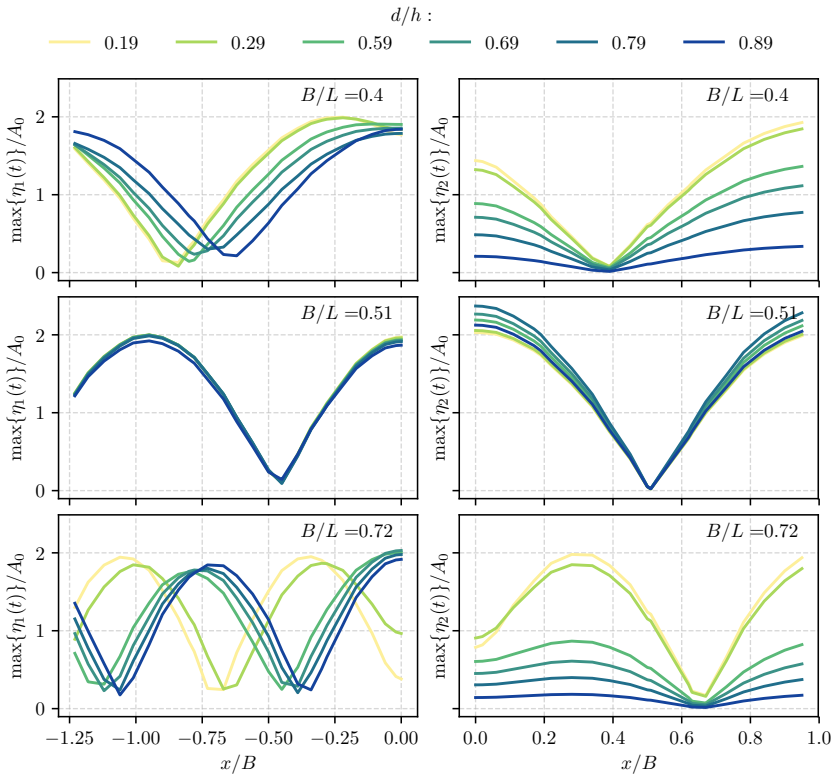 d/h :
0.19 0.29 0.59 0.69 0.79 0.89
B/L =0.4
max{η₁(t)}/A₀
2
1
0
B/L =0.4
max{η₂(t)}/A₀
B/L =0.51
max{η₁(t)}/A₀
2
1
0
B/L =0.51
max{η₂(t)}/A₀
B/L =0.72
max{η₁(t)}/A₀
2
1
0
−1.25 −1.00 −0.75 −0.50 −0.25 0.00
x/B
B/L =0.72
max{η₂(t)}/A₀
0.0 0.2 0.4 0.6 0.8 1.0
x/B